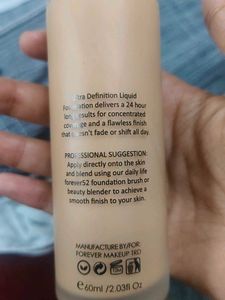 ltra Definition Liquid
Foundation delivers a 24 hour
long results for concentrated
coverage and a flawless finish
that doesn't fade or shift all day.
PROFESSIONAL SUGGESTION:
Apply directly onto the skin
and blend using our daily life
forever52 foundation brush or
beauty blender to achieve a
smooth finish to your skin.
MANUFACTURE BY/FOR:
FOREVER MAKEUP TRD
℮60ml /2.03fl Oz